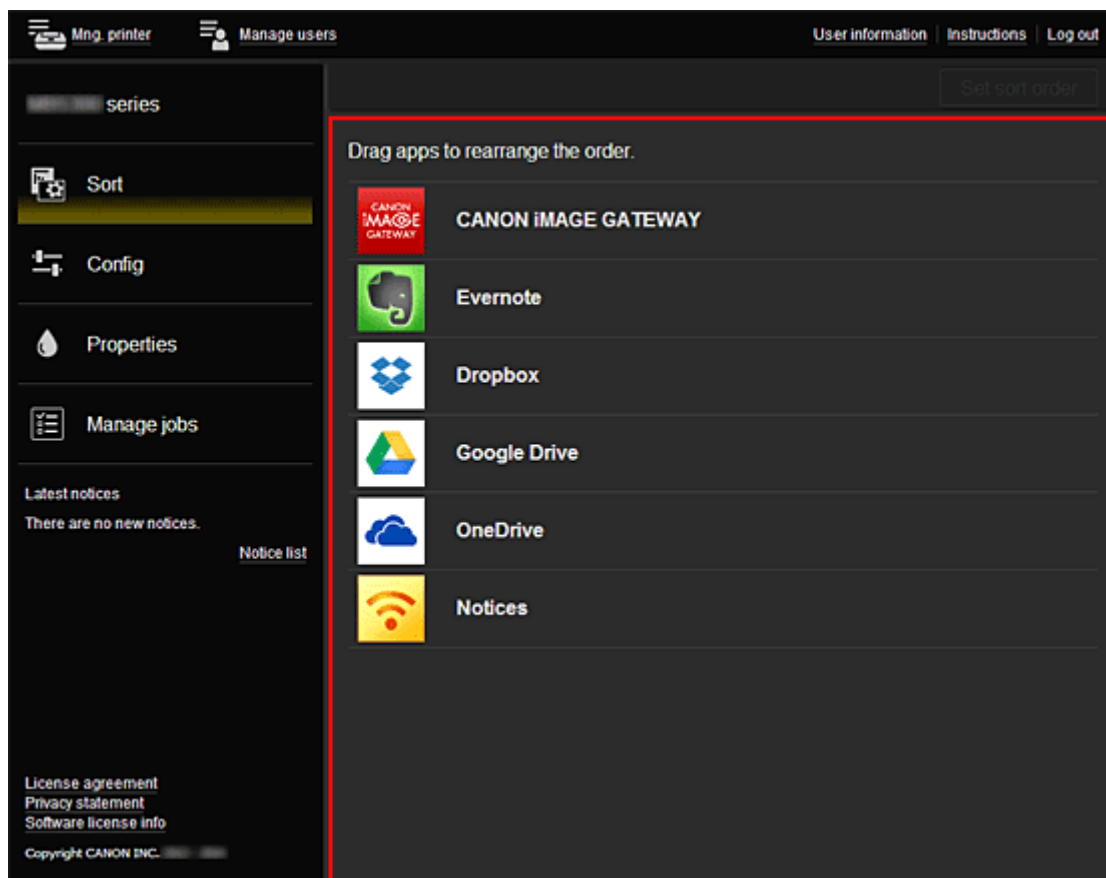 Mng. printer
Manage users
User information
Instructions
Log out
series
Set sort order
Sort
Config
Properties
Manage jobs
Latest notices
There are no new notices.
Notice list
License agreement
Privacy statement
Software license info
Copyright CANON INC.
Drag apps to rearrange the order.
CANON
iMAGE
GATEWAY
CANON iMAGE GATEWAY
Evernote
Dropbox
Google Drive
OneDrive
Notices